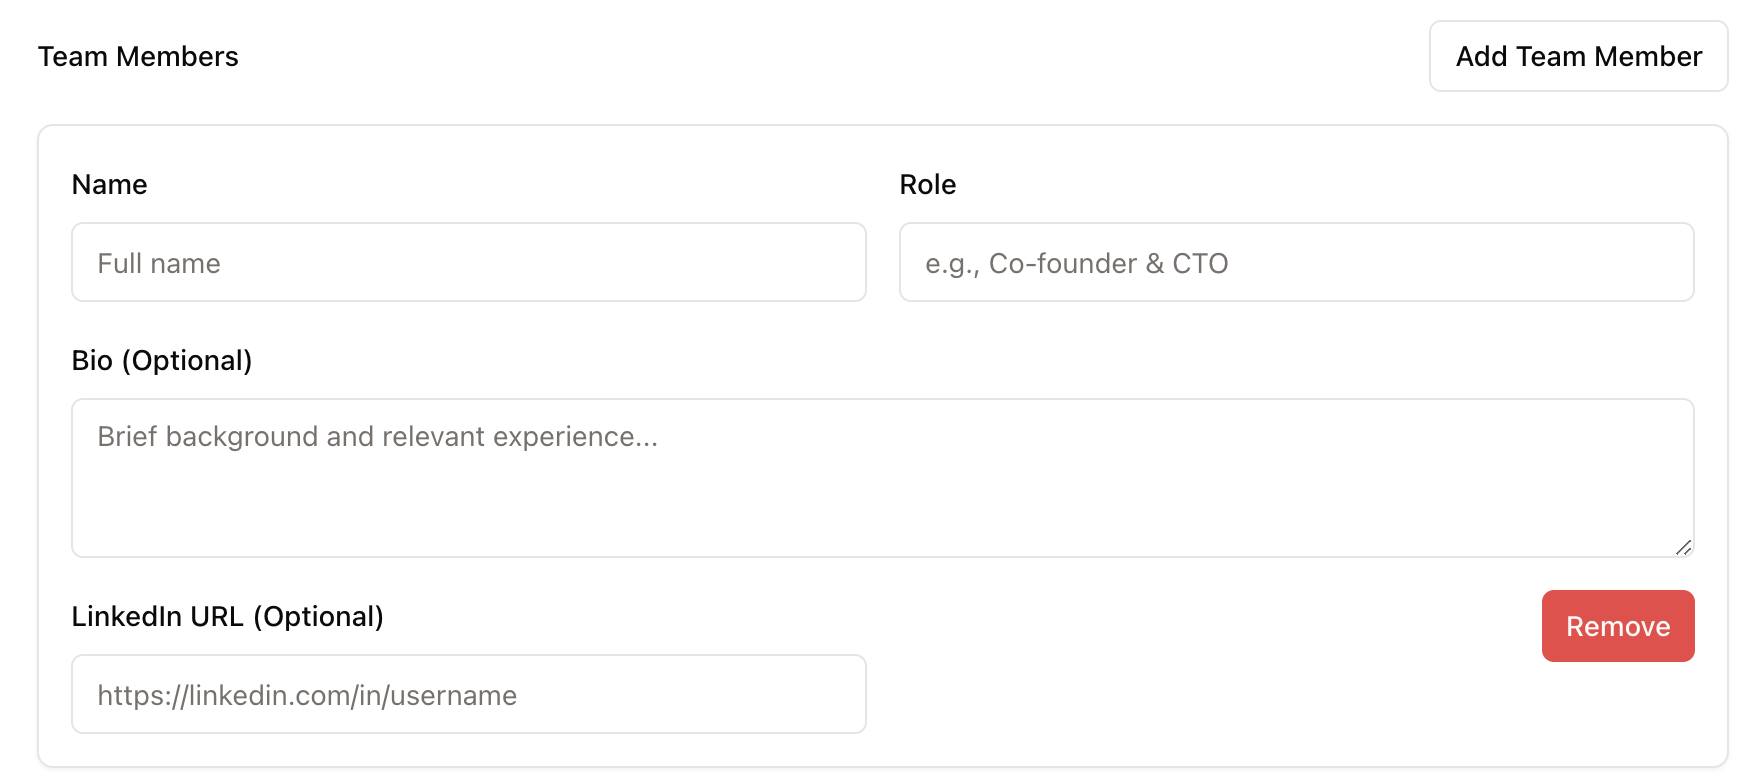 Team Members
Add Team Member
Name
Role
Full name
e.g., Co-founder & CTO
Bio (Optional)
Brief background and relevant experience...
LinkedIn URL (Optional)
Remove
https://linkedin.com/in/username